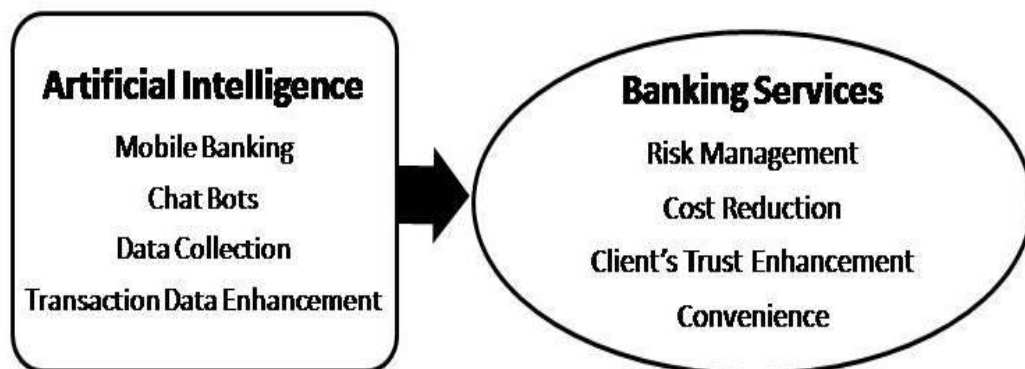 Artificial Intelligence
Mobile Banking
Chat Bots
Data Collection
Transaction Data Enhancement
Banking Services
Risk Management
Cost Reduction
Client's Trust Enhancement
Convenience